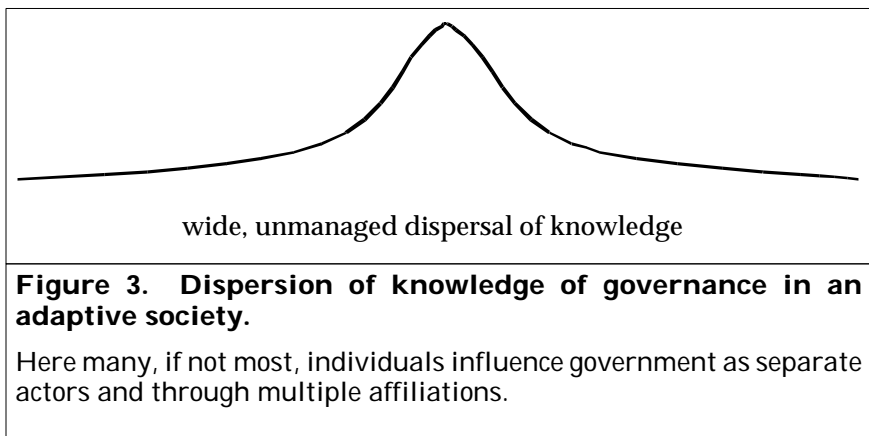 wide, unmanaged dispersal of knowledge
Figure 3. Dispersion of knowledge of governance in an
adaptive society.
Here many, if not most, individuals influence government as separate
actors and through multiple affiliations.